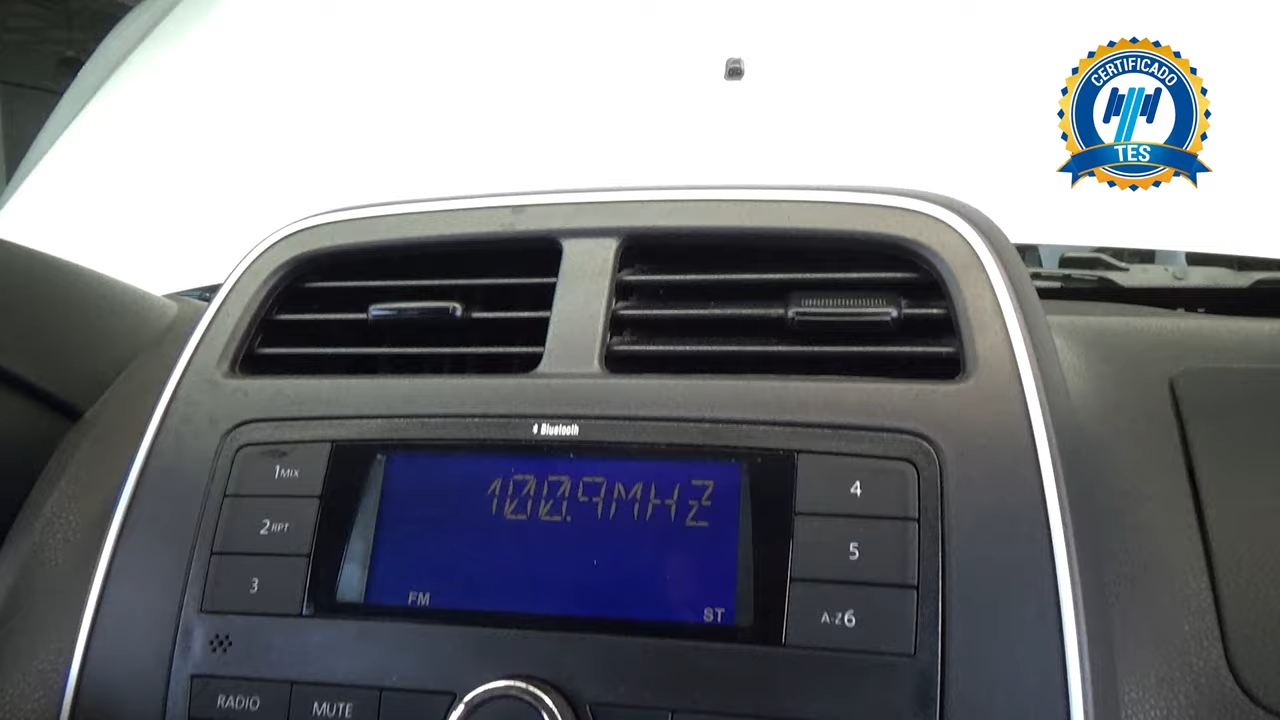 CERTIFICADO
TES
Bluetooth
1MIX
2RPT
3
100.9MHZ
FM
ST
4
5
A-Z6
RADIO
MUTE